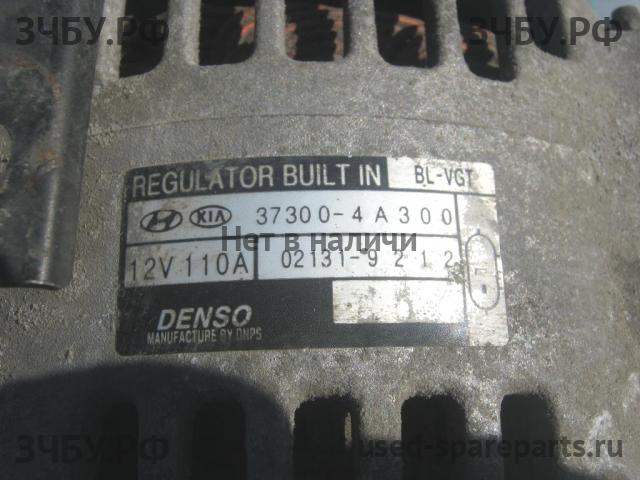 ЗЧБУ.РФ ЗЧБУ.РФ
REGULATOR BUILT IN BL-VGT
KIA 37300-4A300
Нет в наличи
12V 110A 02131-9212
DENSO
MANUFACTURE BY DNPS
ЗЧБУ.РФ used-spareparts.ru